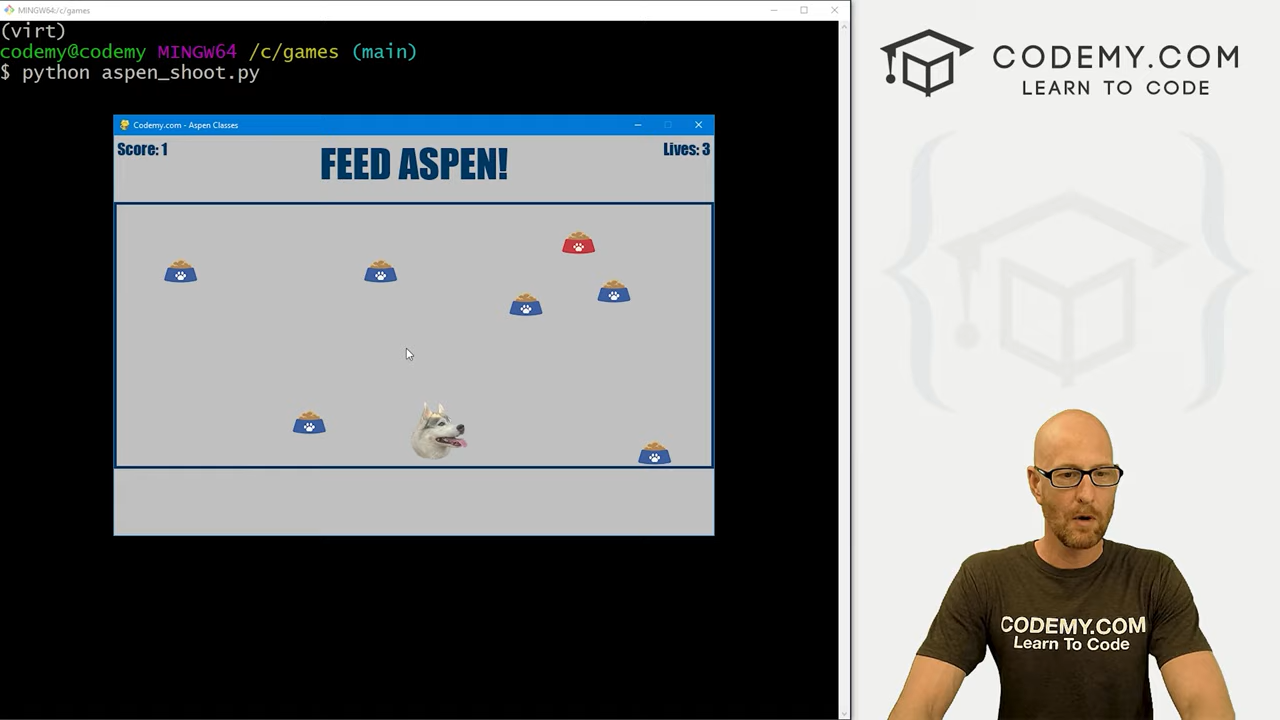 MINGW64:/c/games
(virt)
codemy@codemy MINGW64 /c/games (main)
$ python aspen_shoot.py
Codemy.com - Aspen Classes
Score: 1
FEED ASPEN!
Lives: 3
CODEMY.COM
LEARN TO CODE
CODEMY.COM
Learn To Code